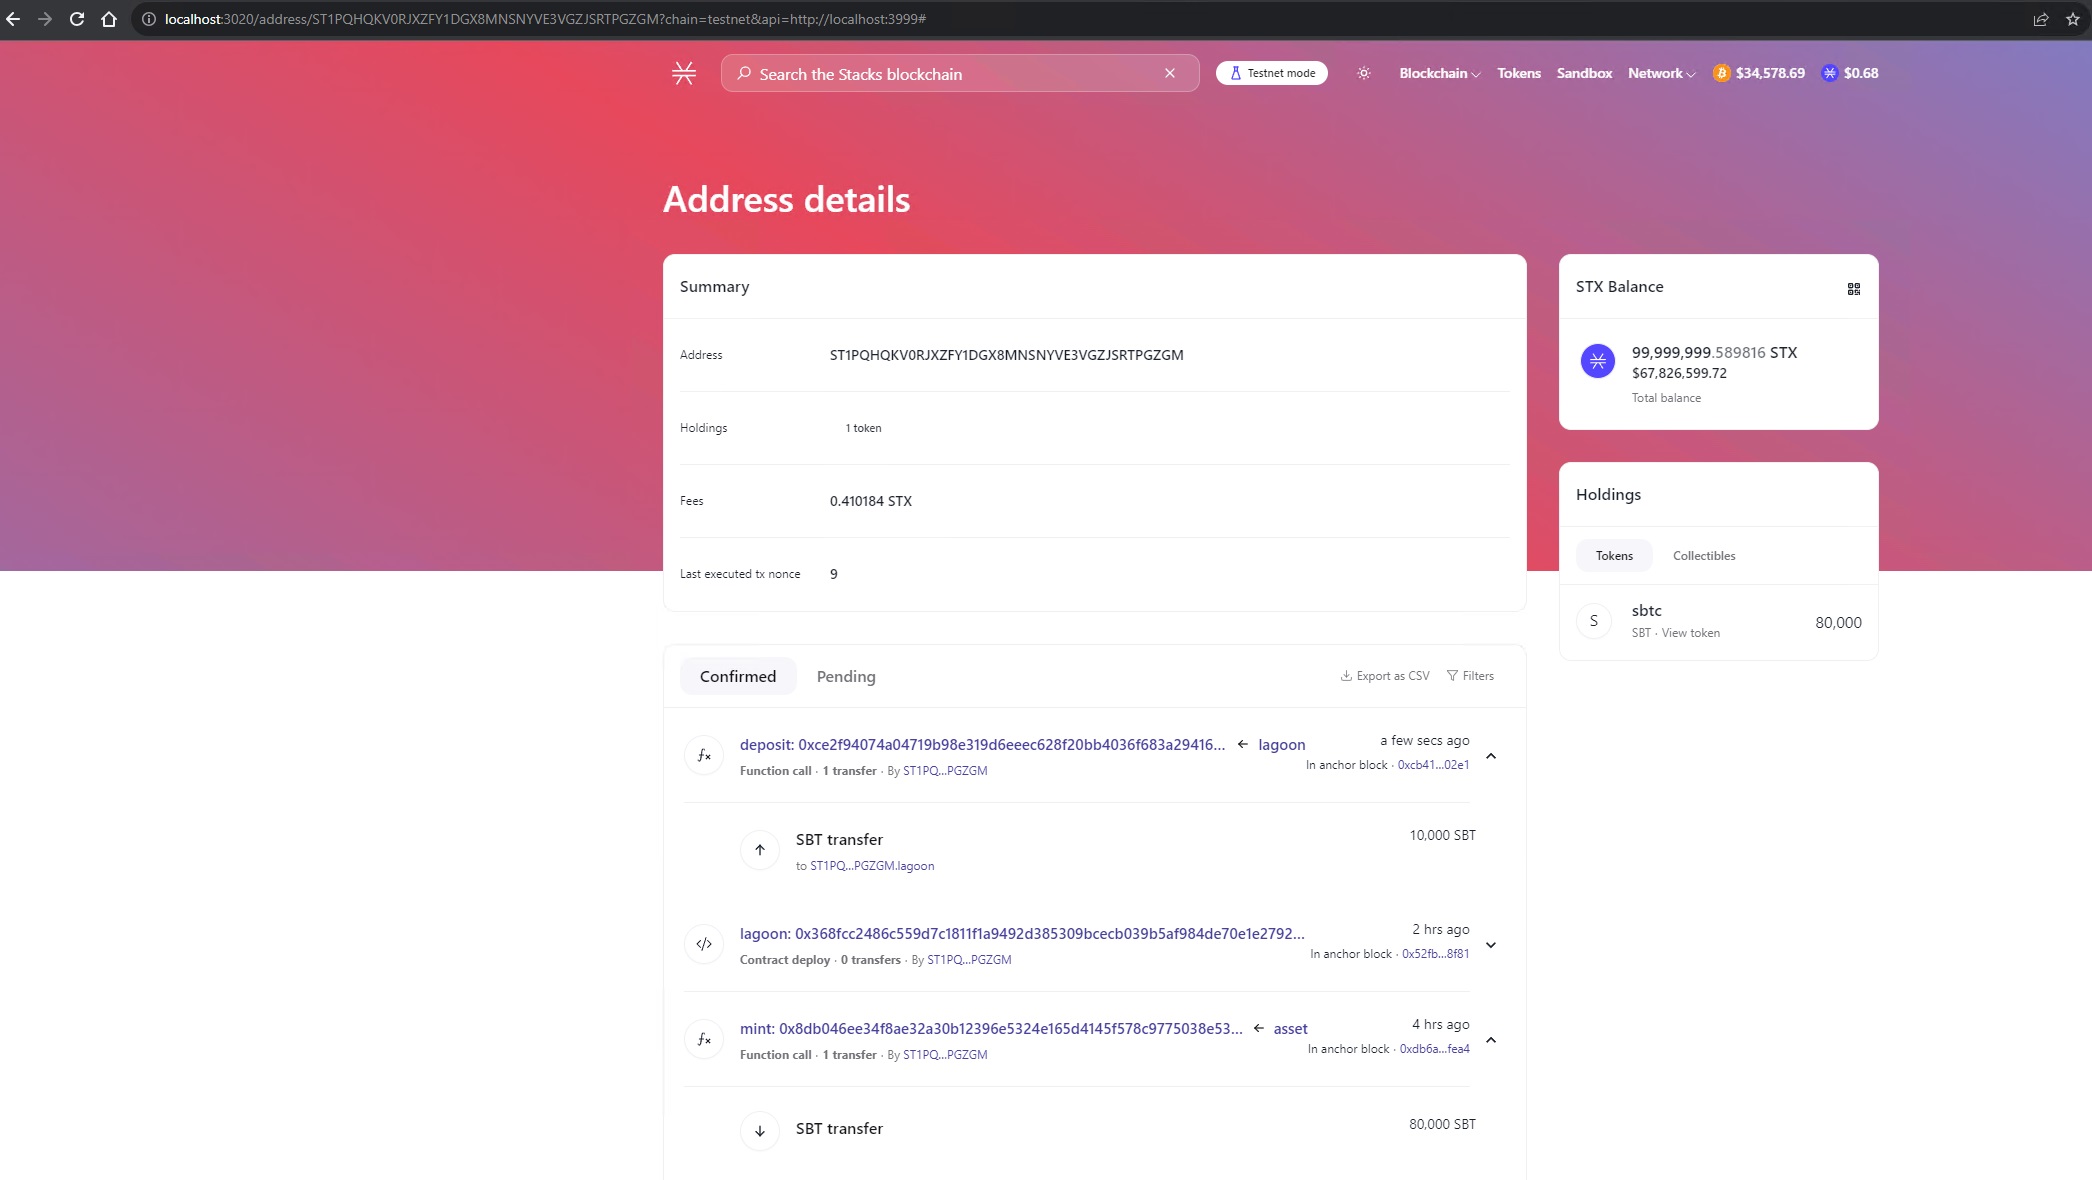 localhost:3020/address/ST1PQHQKV0RJXZFY1DGX8MNSNYVE3VGZJSRTPGZGM?chain=testnet&api=http://localhost:3999#
Search the Stacks blockchain
Testnet mode
Blockchain
Tokens
Sandbox
Network
$34,578.69
$0.68
Address details
Summary
Address
ST1PQHQKV0RJXZFY1DGX8MNSNYVE3VGZJSRTPGZGM
Holdings
1 token
Fees
0.410184 STX
Last executed tx nonce
9
STX Balance
99,999,999.589816 STX
$67,826,599.72
Total balance
Holdings
Tokens
Collectibles
S
sbtc
SBT · View token
80,000
Confirmed
Pending
Export as CSV
Filters
deposit: 0xce2f94074a04719b98e319d6eeec628f20bb4036f683a29416... ← lagoon
a few secs ago
Function call · 1 transfer · By ST1PQ...PGZGM
In anchor block · 0xcb41...02e1
SBT transfer
10,000 SBT
to ST1PQ...PGZGM.lagoon
lagoon: 0x368fcc2486c559d7c1811f1a9492d385309bcecb039b5af984de70e1e2792...
2 hrs ago
Contract deploy · 0 transfers · By ST1PQ...PGZGM
In anchor block · 0x52fb...8f81
mint: 0x8db046ee34f8ae32a30b12396e5324e165d4145f578c9775038e53... ← asset
4 hrs ago
Function call · 1 transfer · By ST1PQ...PGZGM
In anchor block · 0xdb6a...fea4
SBT transfer
80,000 SBT